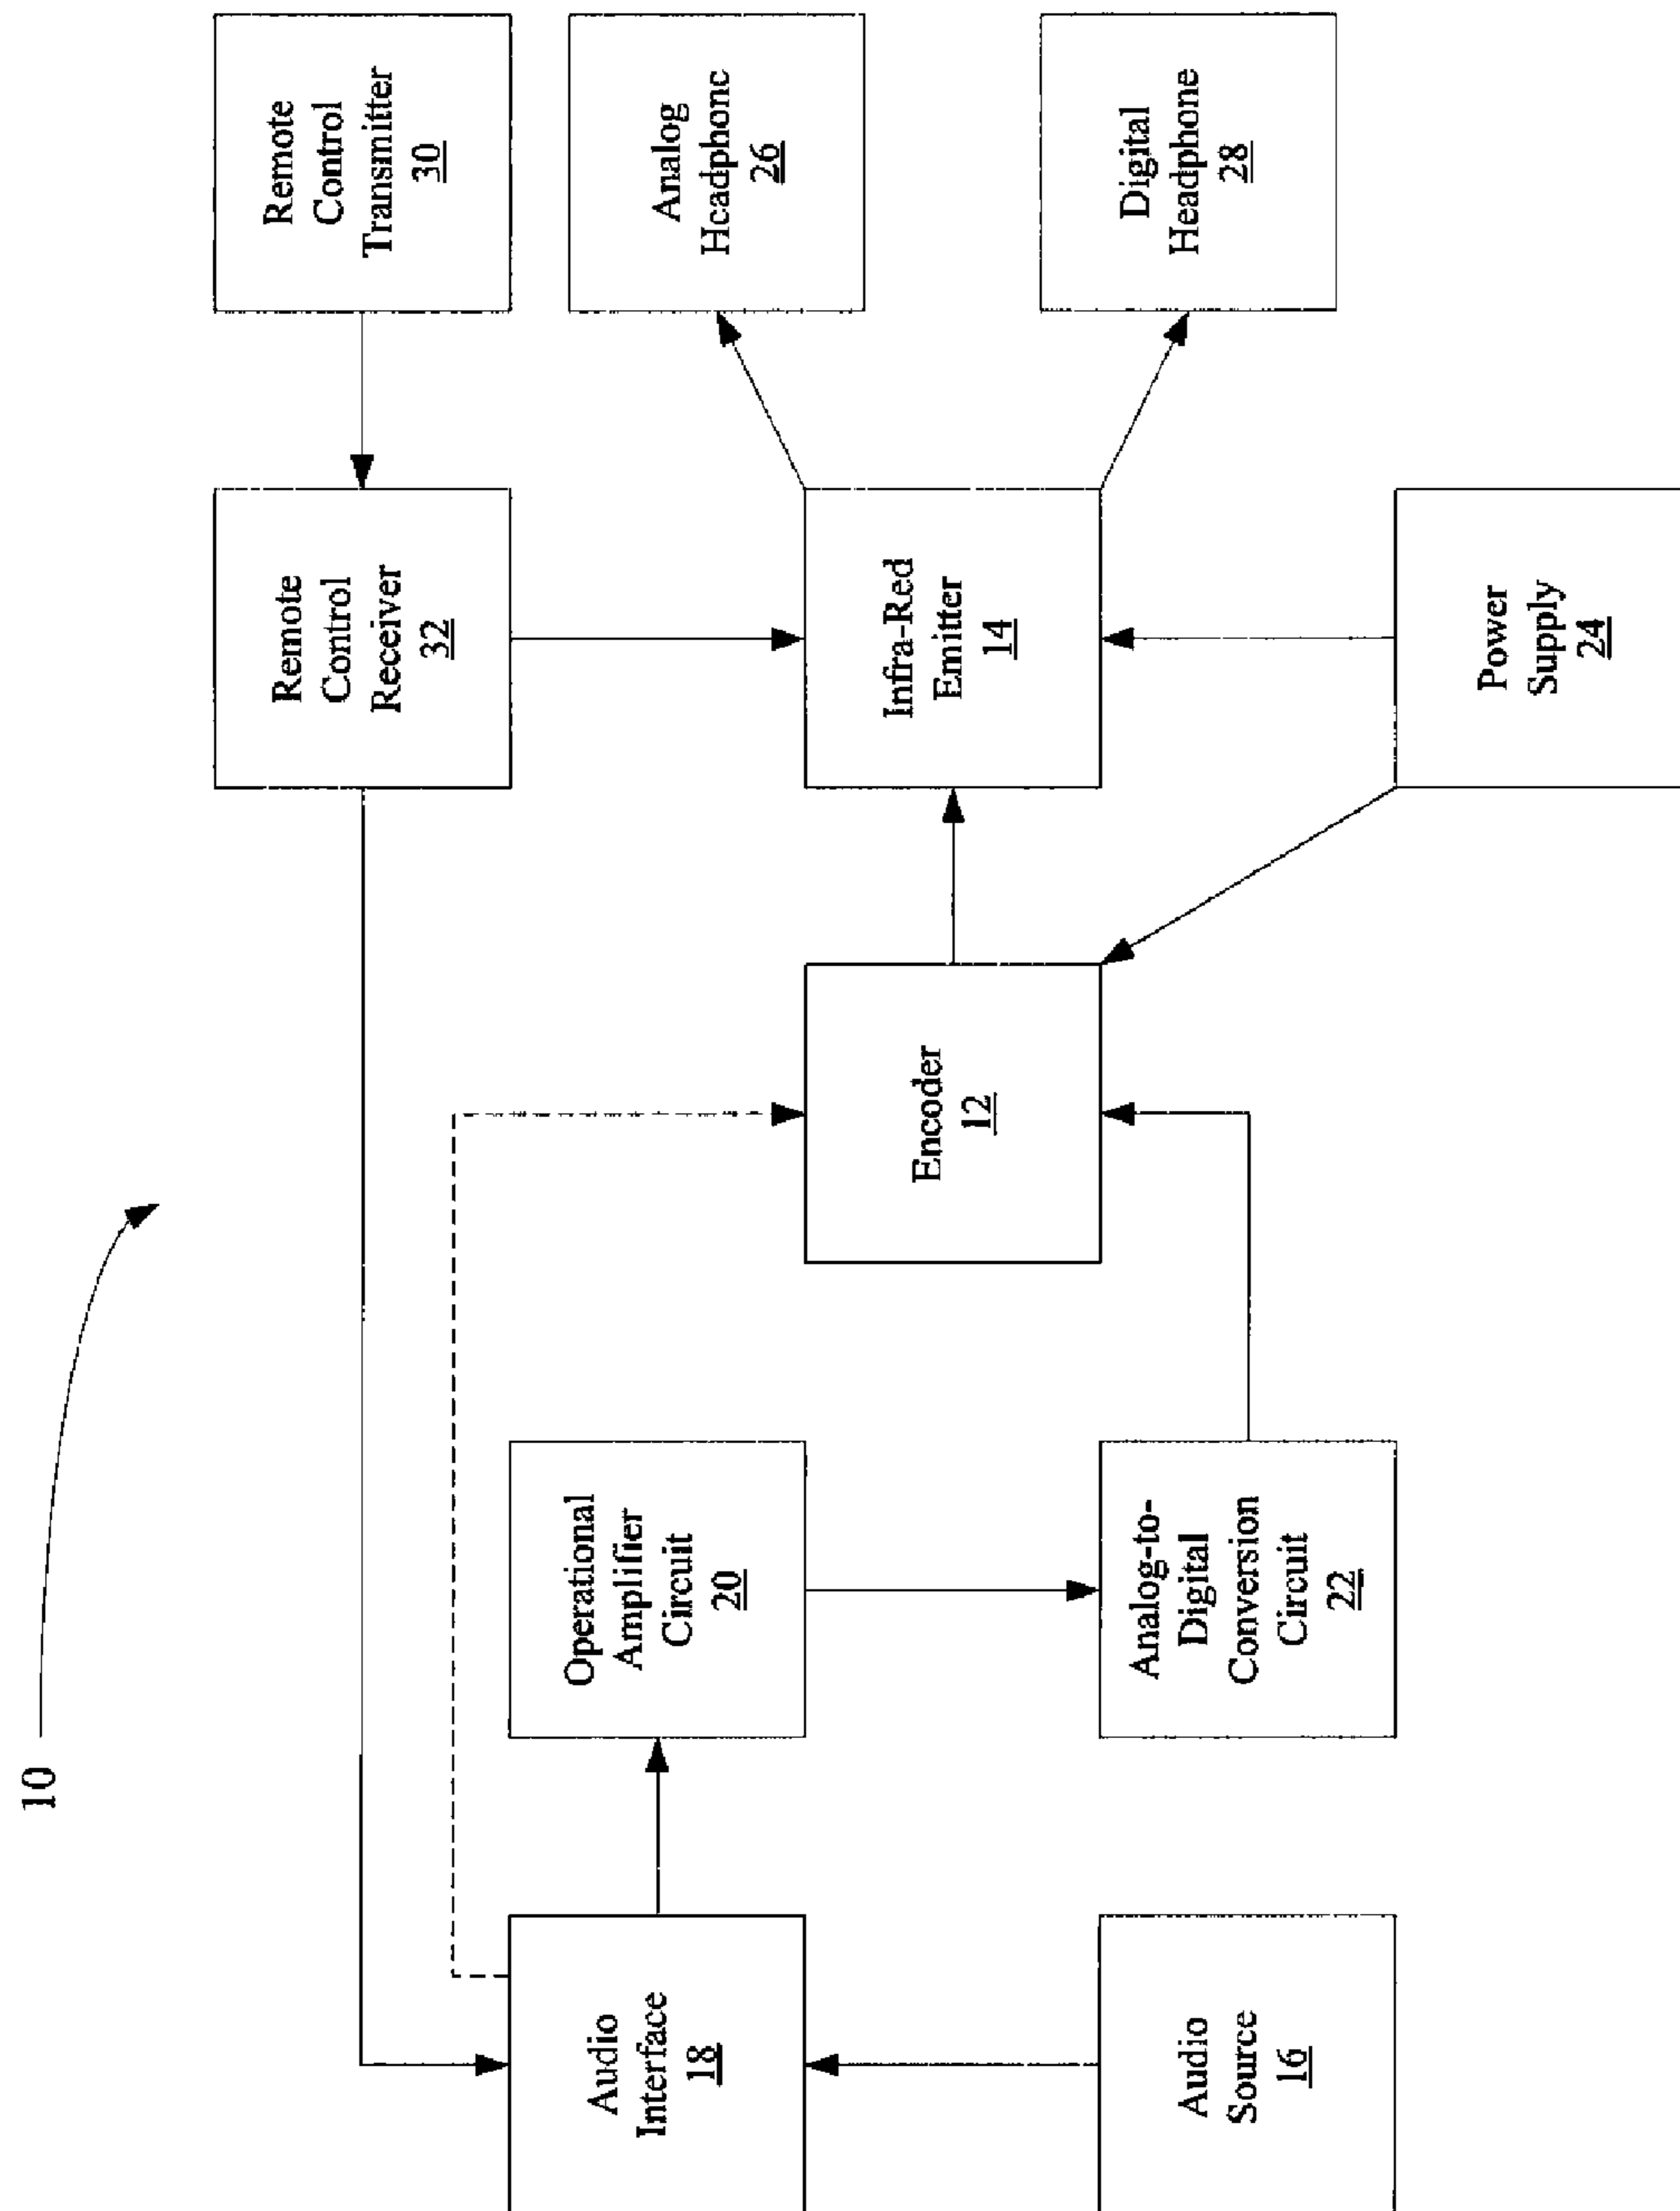 10
Remote
Control
Transmitter
30
Remote
Control
Receiver
32
Analog
Headphone
26
Operational
Amplifier
Circuit
20
Audio
Interface
18
Infra-Red
Emitter
14
Encoder
12
Digital
Headphone
28
Analog-to-
Digital
Conversion
Circuit
22
Audio
Source
16
Power
Supply
24